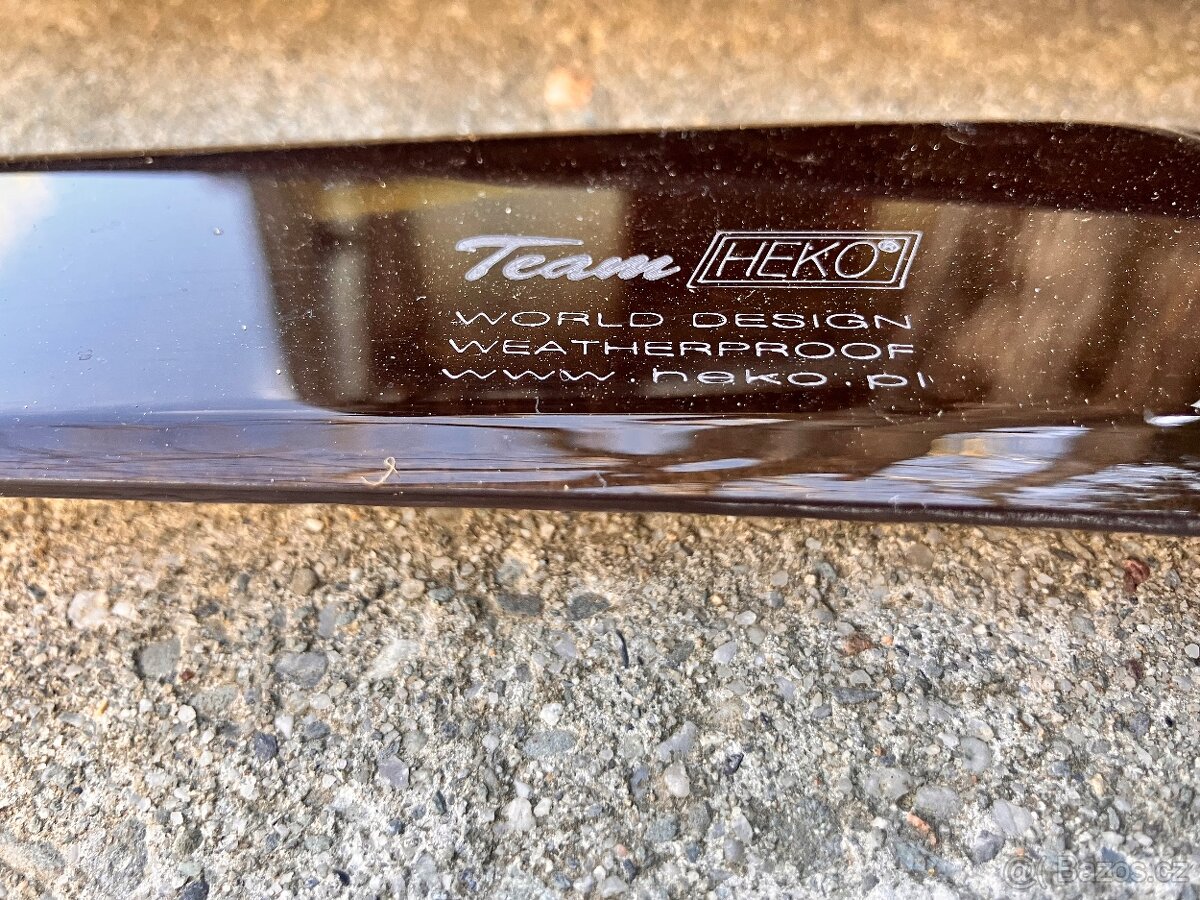 Team HEKO®
WORLD DESIGN
WEATHERPROOF
www.heko.pl
@ Bazos.cz